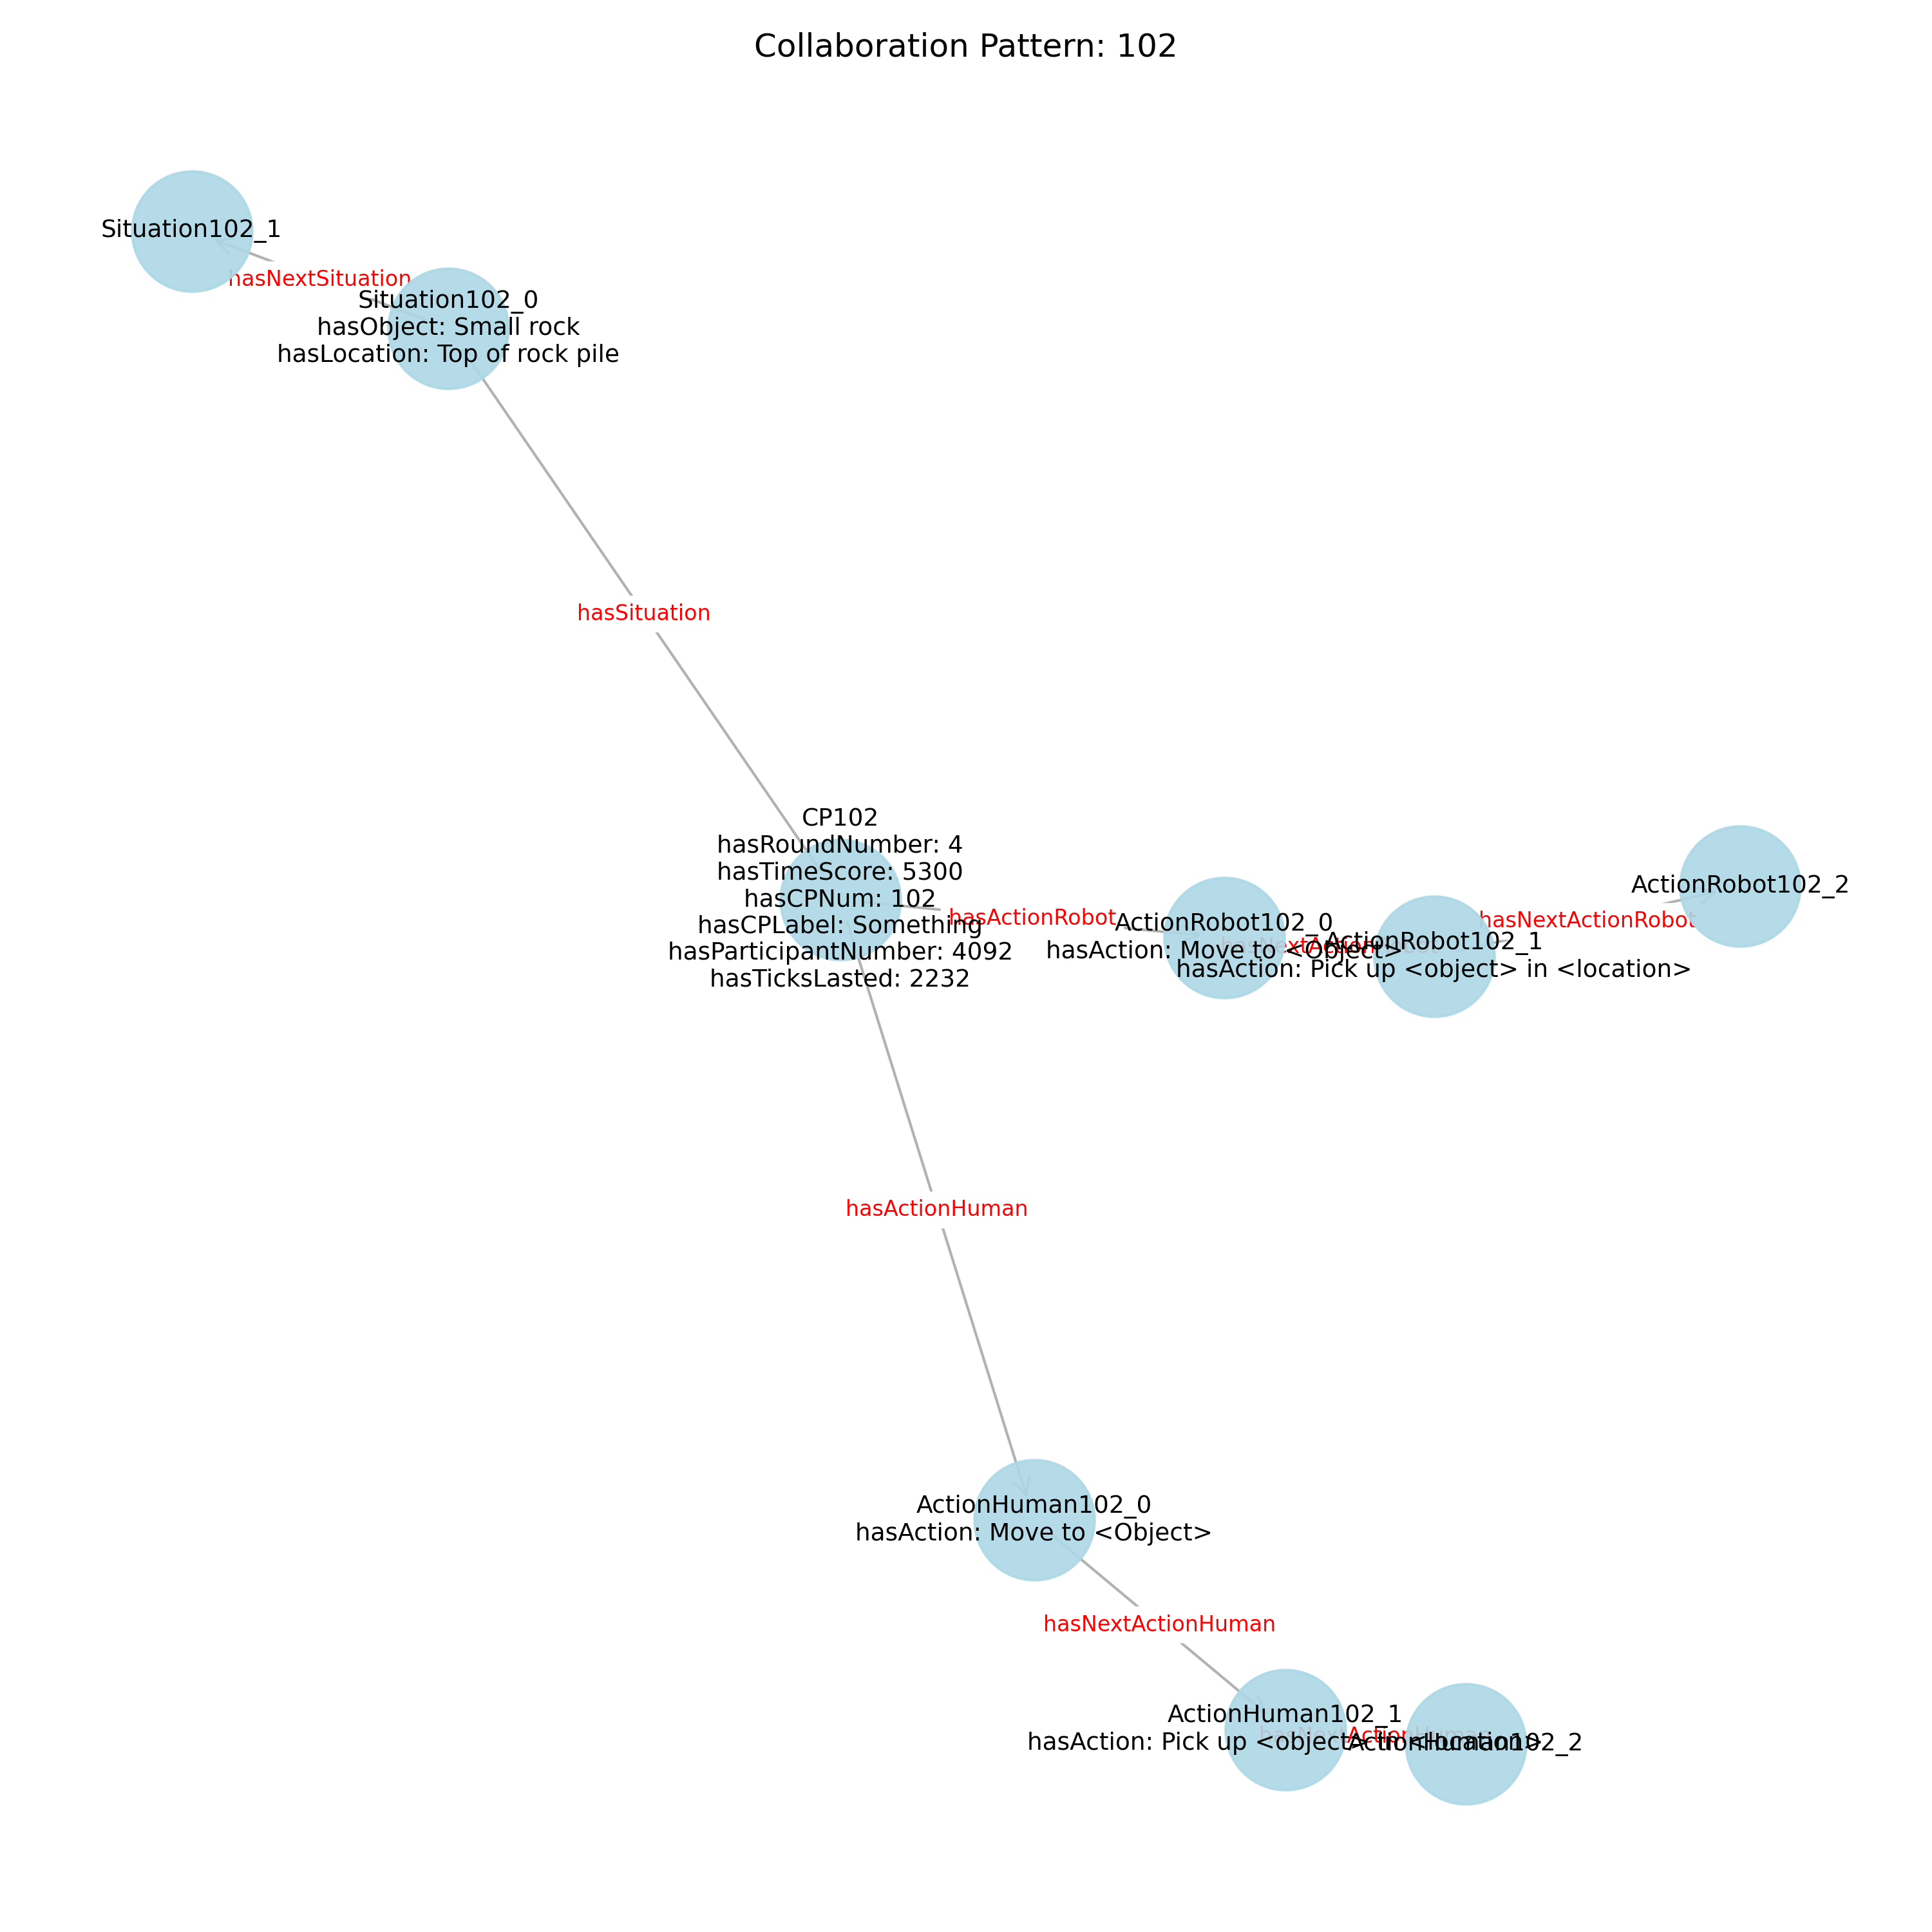 Collaboration Pattern: 102
Situation102_1
hasNextSituation
Situation102_0
hasObject: Small rock
hasLocation: Top of rock pile
hasSituation
CP102
hasRoundNumber: 4
hasTimeScore: 5300
hasCPNum: 102
hasCPLabel: Something
hasParticipantNumber: 4092
hasTicksLasted: 2232
hasActionRobot
ActionRobot102_0
hasAction: Move to <Object>
ActionRobot102_1
hasAction: Pick up <object> in <location>
hasNextActionRobot
ActionRobot102_2
hasActionHuman
ActionHuman102_0
hasAction: Move to <Object>
hasNextActionHuman
ActionHuman102_1
hasAction: Pick up <object> in <location>
hasNextActionHuman
ActionHuman102_2